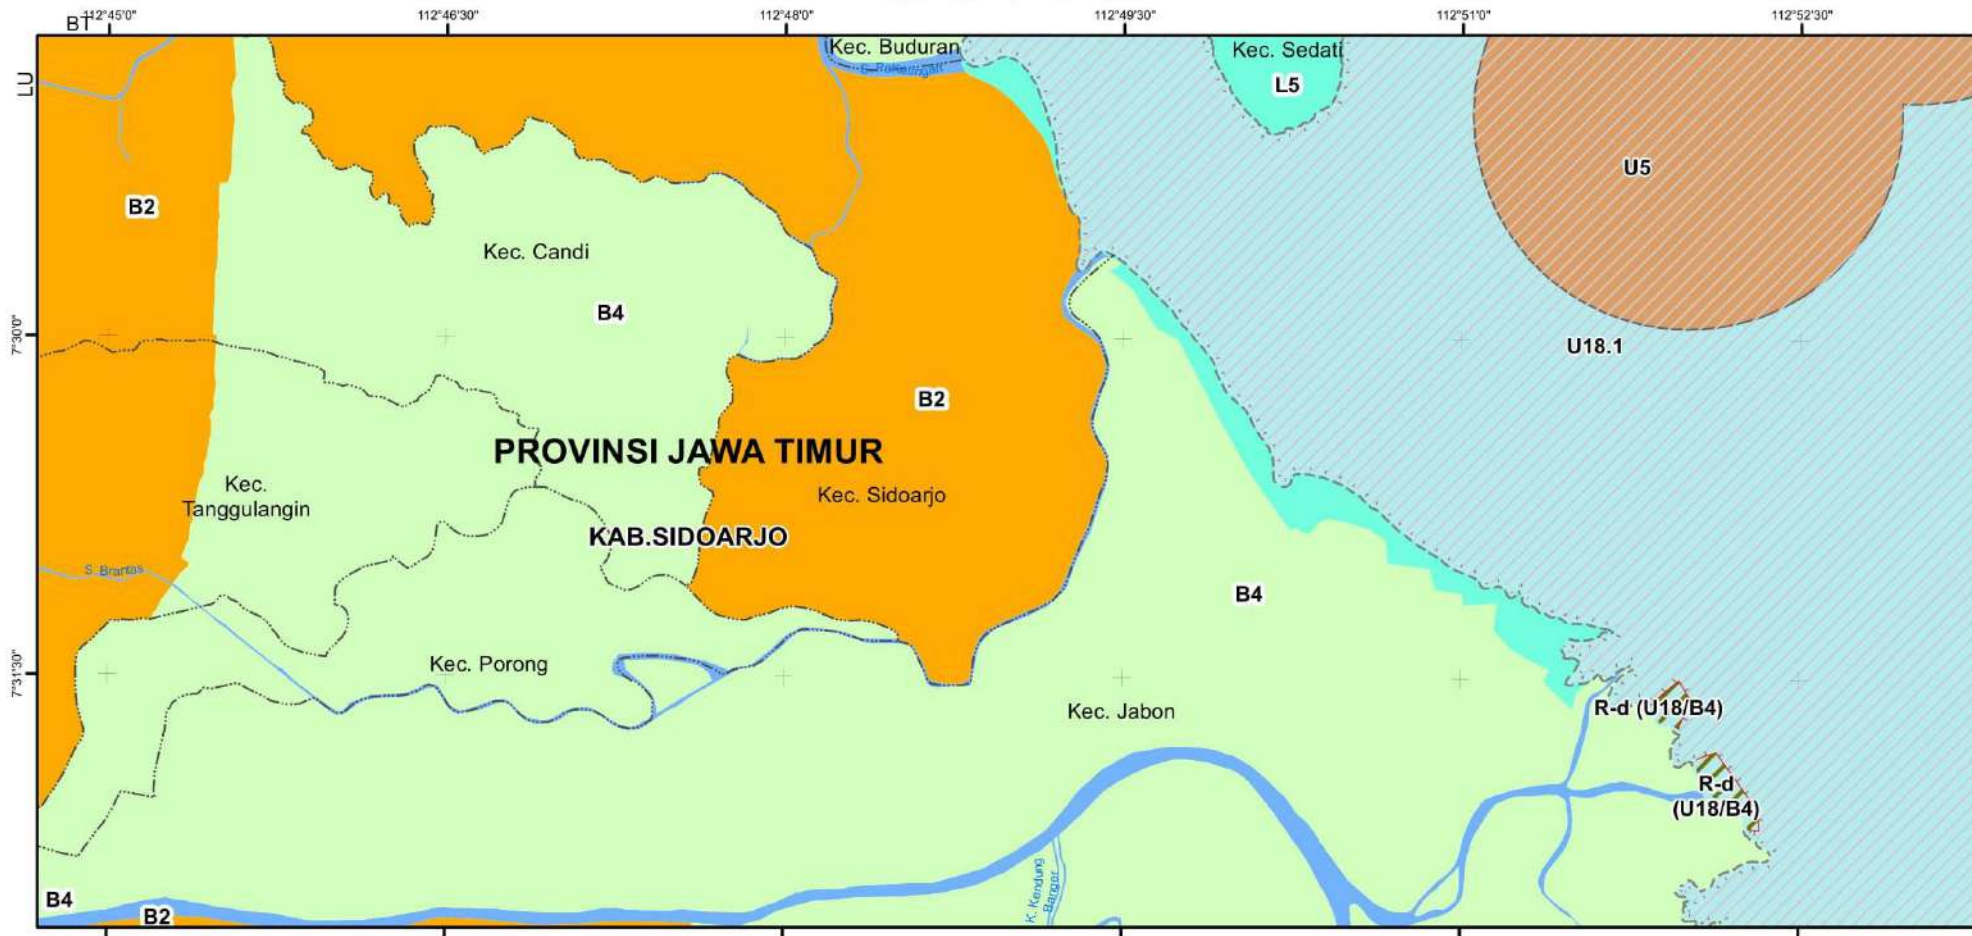 112°45'0"
112°46'30"
112°48'0"
112°49'30"
112°51'0"
112°52'30"
BT
LU
Kec. Buduran
Kec. Sedati
L5
U5
B2
Kec. Candi
B4
7°30'0"
U18.1
B2
PROVINSI JAWA TIMUR
Kec.
Tanggulangin
Kec. Sidoarjo
KAB.SIDOARJO
S. Brantas
B4
7°31'30"
Kec. Porong
Kec. Jabon
R-d (U18/B4)
R-d
(U18/B4)
K. Kendung
Banger
B4
B2